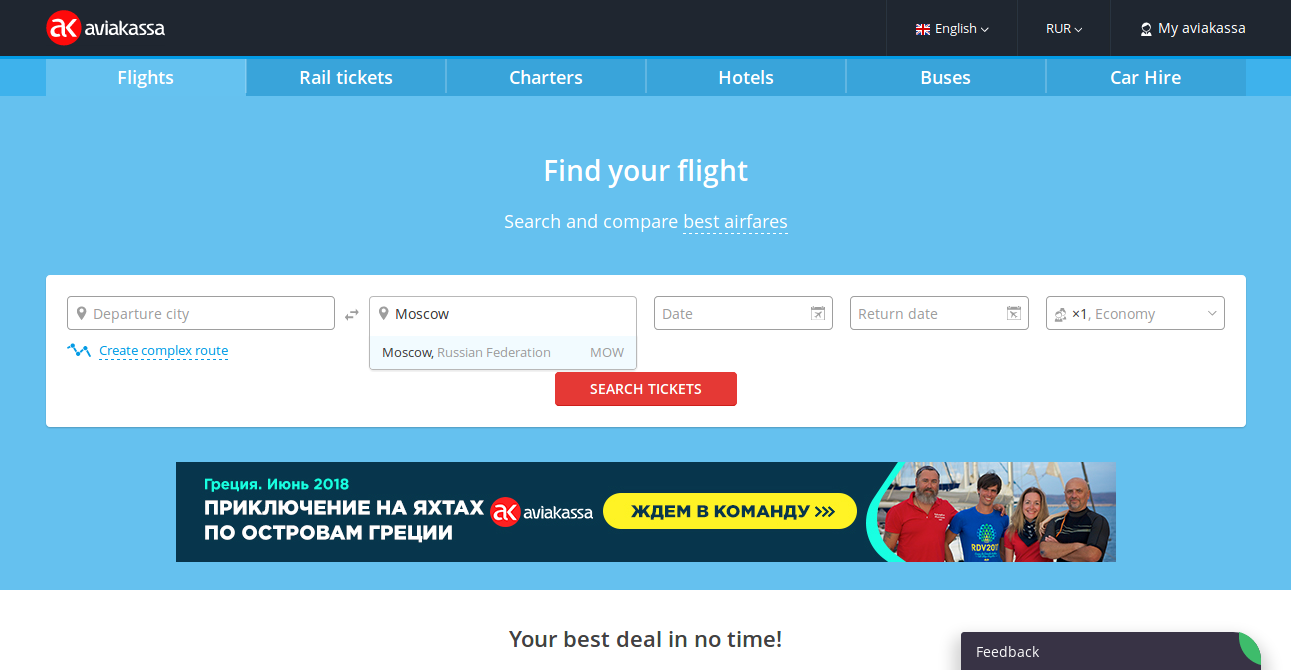 ak aviakassa
English
RUR
My aviakassa
Flights
Rail tickets
Charters
Hotels
Buses
Car Hire
Find your flight
Search and compare best airfares
Departure city
Moscow
Date
Return date
×1, Economy
Create complex route
Moscow, Russian Federation MOW
SEARCH TICKETS
Греция. Июнь 2018
ПРИКЛЮЧЕНИЕ НА ЯХТАХ
ПО ОСТРОВАМ ГРЕЦИИ
ak aviakassa
ЖДЕМ В КОМАНДУ >>>
RDV2017
Your best deal in no time!
Feedback